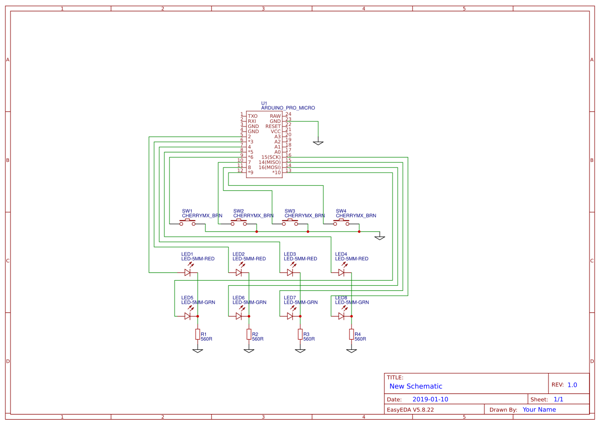 1 2 3 4 5
A A
B B
C C
D D
U1
ARDUINO_PRO_MICRO
1 TXO RAW 24
2 RXI GND 23
3 GND RESET 22
4 GND VCC 21
5 2 A3 20
6 *3 A2 19
7 4 A1 18
8 *5 A0 17
9 *6 15(SCK) 16
10 7 14(MISO) 15
11 8 16(MOSI) 14
12 *9 *10 13
SW1 SW2 SW3 SW4
CHERRYMX_BRN CHERRYMX_BRN CHERRYMX_BRN CHERRYMX_BRN
LED1 LED2 LED3 LED4
LED-5MM-RED LED-5MM-RED LED-5MM-RED LED-5MM-RED
LED5 LED6 LED7 LED8
LED-5MM-GRN LED-5MM-GRN LED-5MM-GRN LED-5MM-GRN
R1 R2 R3 R4
560R 560R 560R 560R
TITLE:
New Schematic
REV: 1.0
Date: 2019-01-10 Sheet: 1/1
EasyEDA V5.8.22 Drawn By: Your Name
1 2 3 4 5